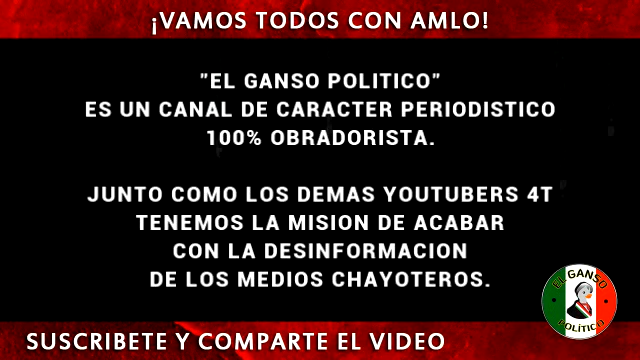 ¡VAMOS TODOS CON AMLO!
"EL GANSO POLITICO"
ES UN CANAL DE CARACTER PERIODISTICO
100% OBRADORISTA.
JUNTO COMO LOS DEMAS YOUTUBERS 4T
TENEMOS LA MISION DE ACABAR
CON LA DESINFORMACION
DE LOS MEDIOS CHAYOTEROS.
EL GANSO
POLÍTICO
SUSCRIBETE Y COMPARTE EL VIDEO